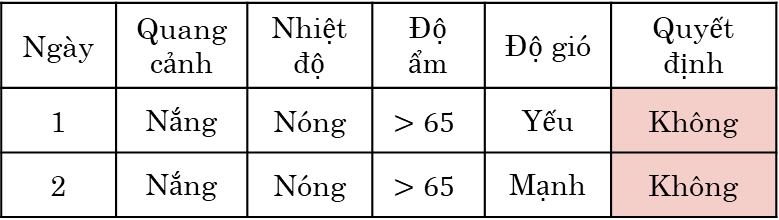 Ngày Quang cảnh Nhiệt độ Độ ẩm Độ gió Quyết định
1 Nắng Nóng > 65 Yếu Không
2 Nắng Nóng > 65 Mạnh Không